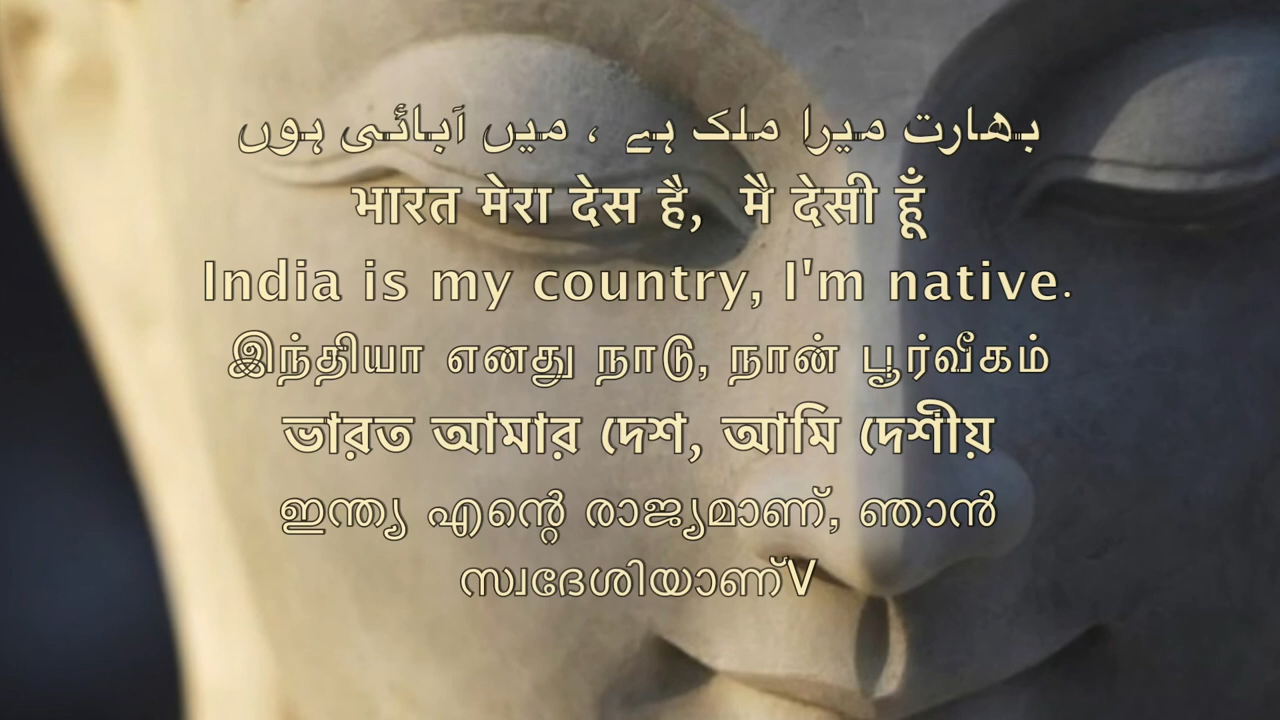 بھارت میرا ملک ہے ، میں آبائی ہوں
भारत मेरा देस है, मै देसी हूँ
India is my country, I'm native.
இந்தியா எனது நாடு, நான் பூர்வீகம்
ভারত আমার দেশ, আমি দেশীয়
ഇന്ത്യ എന്റെ രാജ്യമാണ്, ഞാൻ
സ്വദേശിയാണ്V